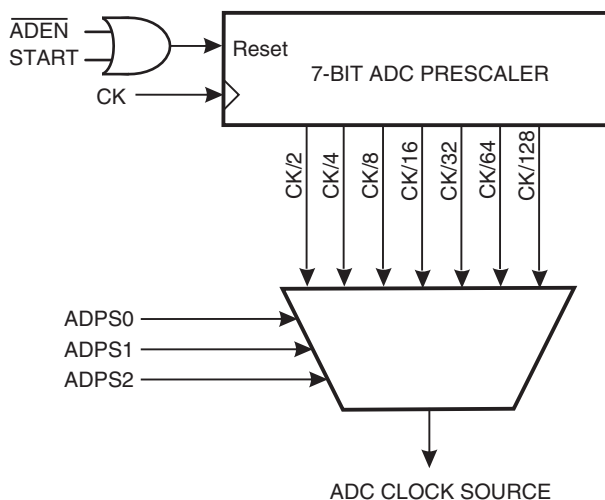 ADEN
START
Reset
7-BIT ADC PRESCALER
CK
CK/2
CK/4
CK/8
CK/16
CK/32
CK/64
CK/128
ADPS0
ADPS1
ADPS2
ADC CLOCK SOURCE